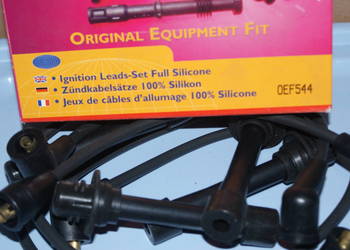 ORIGINAL EQUIPMENT FIT
• Ignition Leads-Set Full Silicone
• Zündkabelsätze 100% Silikon
• Jeux de câbles d'allumage 100% Silicone
OEF544